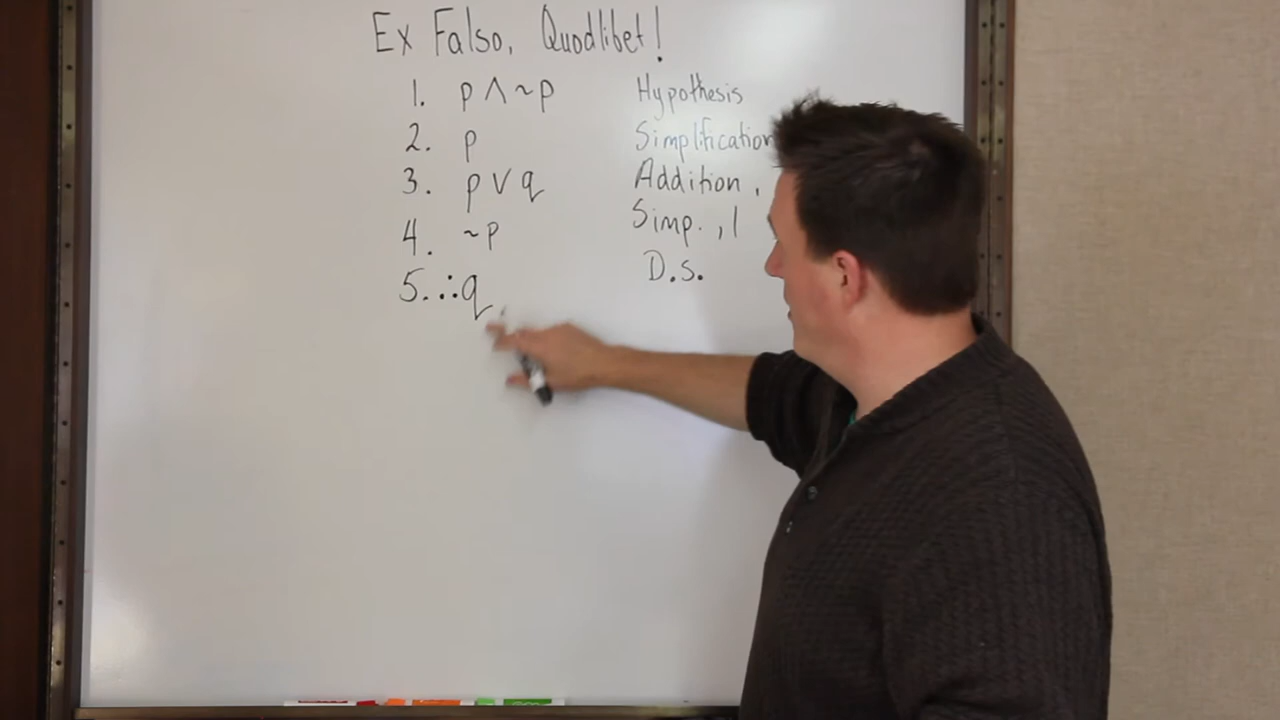 Ex Falso, Quodlibet!
1. p ∧ ~p Hypothesis
2. p Simplification
3. p ∨ q Addition,
4. ~p Simp., 1
5. ∴ q D.S.